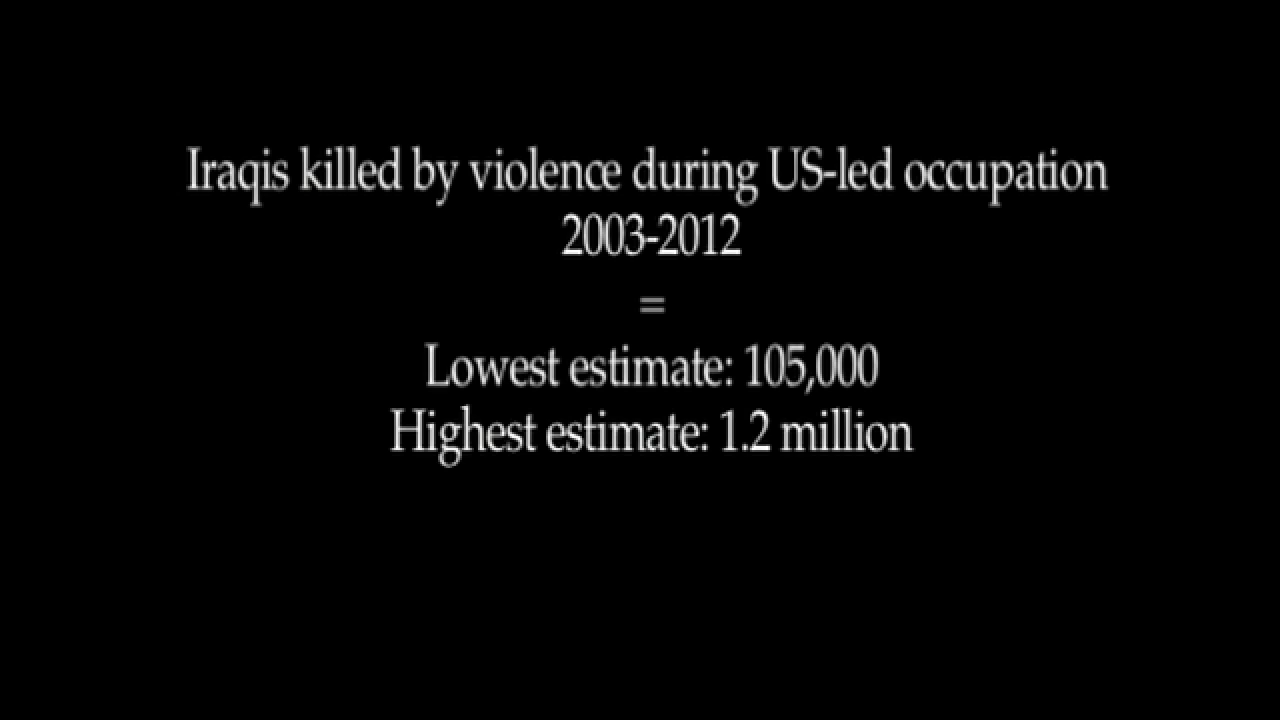 Iraqis killed by violence during US-led occupation
2003-2012
=
Lowest estimate: 105,000
Highest estimate: 1.2 million